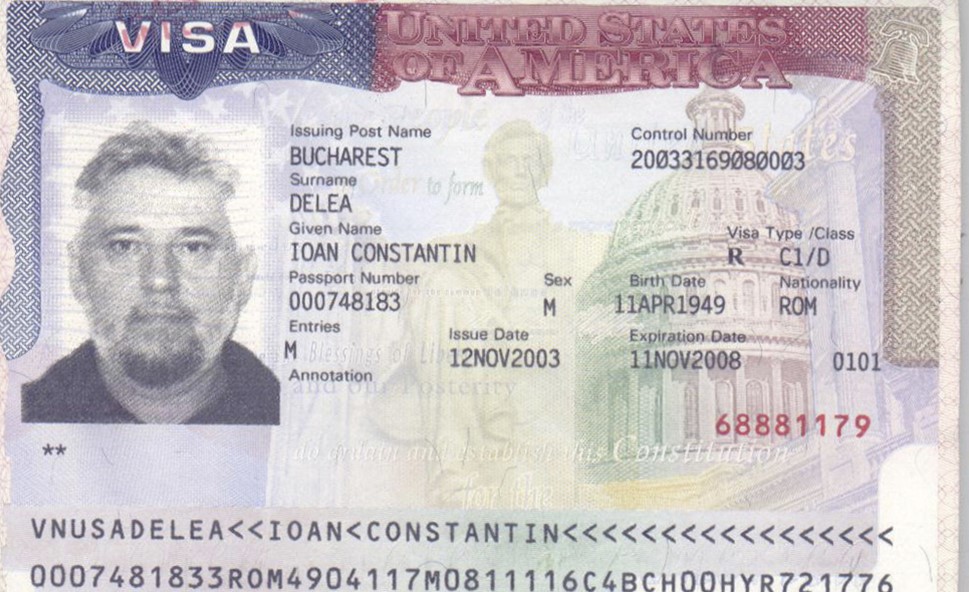 VISA
UNITED STATES OF AMERICA
Issuing Post Name
BUCHAREST
Control Number
20033169080003
Surname
DELEA
Given Name
IOAN CONSTANTIN
Visa Type /Class
R C1/D
Passport Number
000748183
Sex
M
Birth Date
11APR1949
Nationality
ROM
Entries
M
Issue Date
12NOV2003
Expiration Date
11NOV2008
0101
Annotation
68881179
**
People of the
United States
Order to form
Blessings of Lib
and our Posterity
do ordain and establish this Constitution
for the
VNUSADELEA<<IOAN<CONSTANTIN<<<<<<<<<<<<<<<<<
0007481833ROM4904117M0811116C4BCH00HYR721776